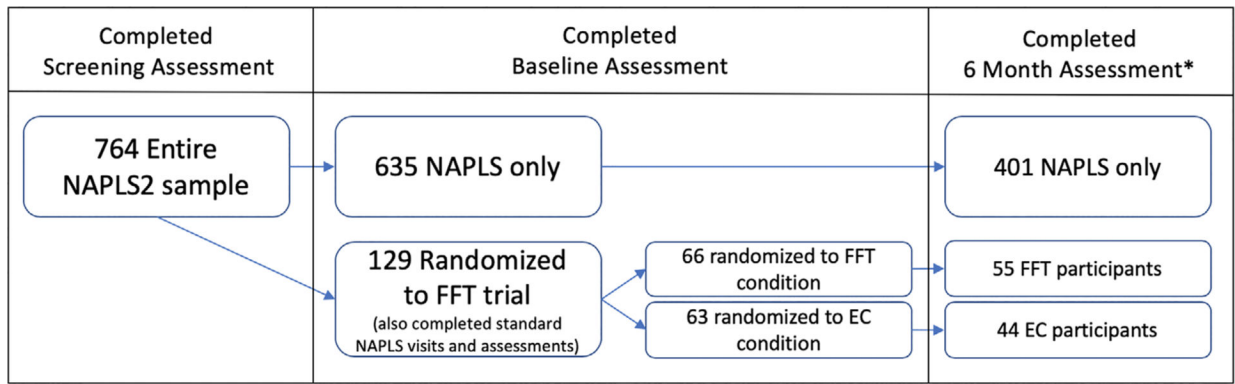 Completed
Screening Assessment
Completed
Baseline Assessment
Completed
6 Month Assessment*
764 Entire
NAPLS2 sample
635 NAPLS only
401 NAPLS only
129 Randomized
to FFT trial
(also completed standard
NAPLS visits and assessments)
66 randomized to FFT
condition
55 FFT participants
63 randomized to EC
condition
44 EC participants